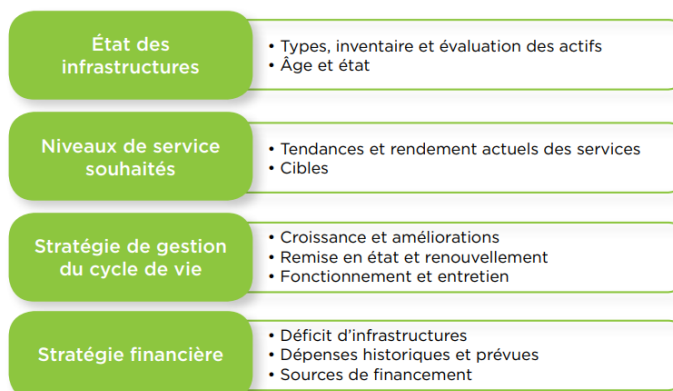 État des
infrastructures
• Types, inventaire et évaluation des actifs
• Âge et état
Niveaux de service
souhaités
• Tendances et rendement actuels des services
• Cibles
Stratégie de gestion
du cycle de vie
• Croissance et améliorations
• Remise en état et renouvellement
• Fonctionnement et entretien
Stratégie financière
• Déficit d’infrastructures
• Dépenses historiques et prévues
• Sources de financement